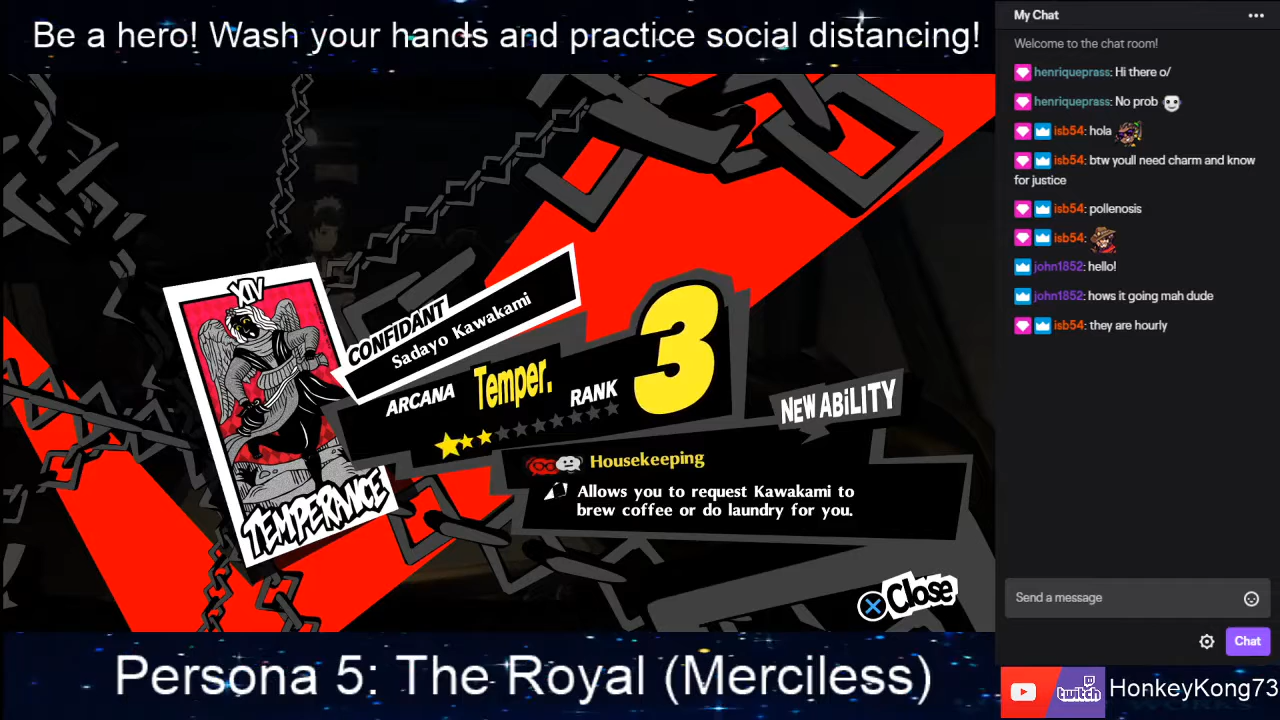 Be a hero! Wash your hands and practice social distancing!
My Chat
Welcome to the chat room!
henriqueprass: Hi there o/
henriqueprass: No prob
isb54: hola
isb54: btw youll need charm and know
for justice
isb54: pollenosis
isb54:
john1852: hello!
john1852: hows it going mah dude
isb54: they are hourly
XIV
TEMPERANCE
CONFIDANT
Sadayo Kawakami
ARCANA Temper. RANK 3
NEW ABILITY
Housekeeping
Allows you to request Kawakami to
brew coffee or do laundry for you.
Close
Send a message
Chat
Persona 5: The Royal (Merciless)
twitch HonkeyKong73